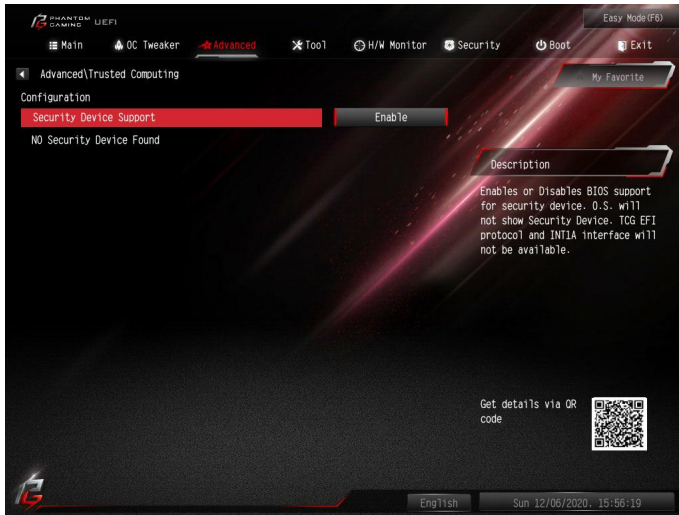 PHANTOM GAMING UEFI
Easy Mode(F6)
Main OC Tweaker Advanced Tool H/W Monitor Security Boot Exit
Advanced\Trusted Computing
My Favorite
Configuration
Security Device Support Enable
NO Security Device Found
Description
Enables or Disables BIOS support
for security device. O.S. will
not show Security Device. TCG EFI
protocol and INT1A interface will
not be available.
Get details via QR
code
English
Sun 12/06/2020. 15:56:19